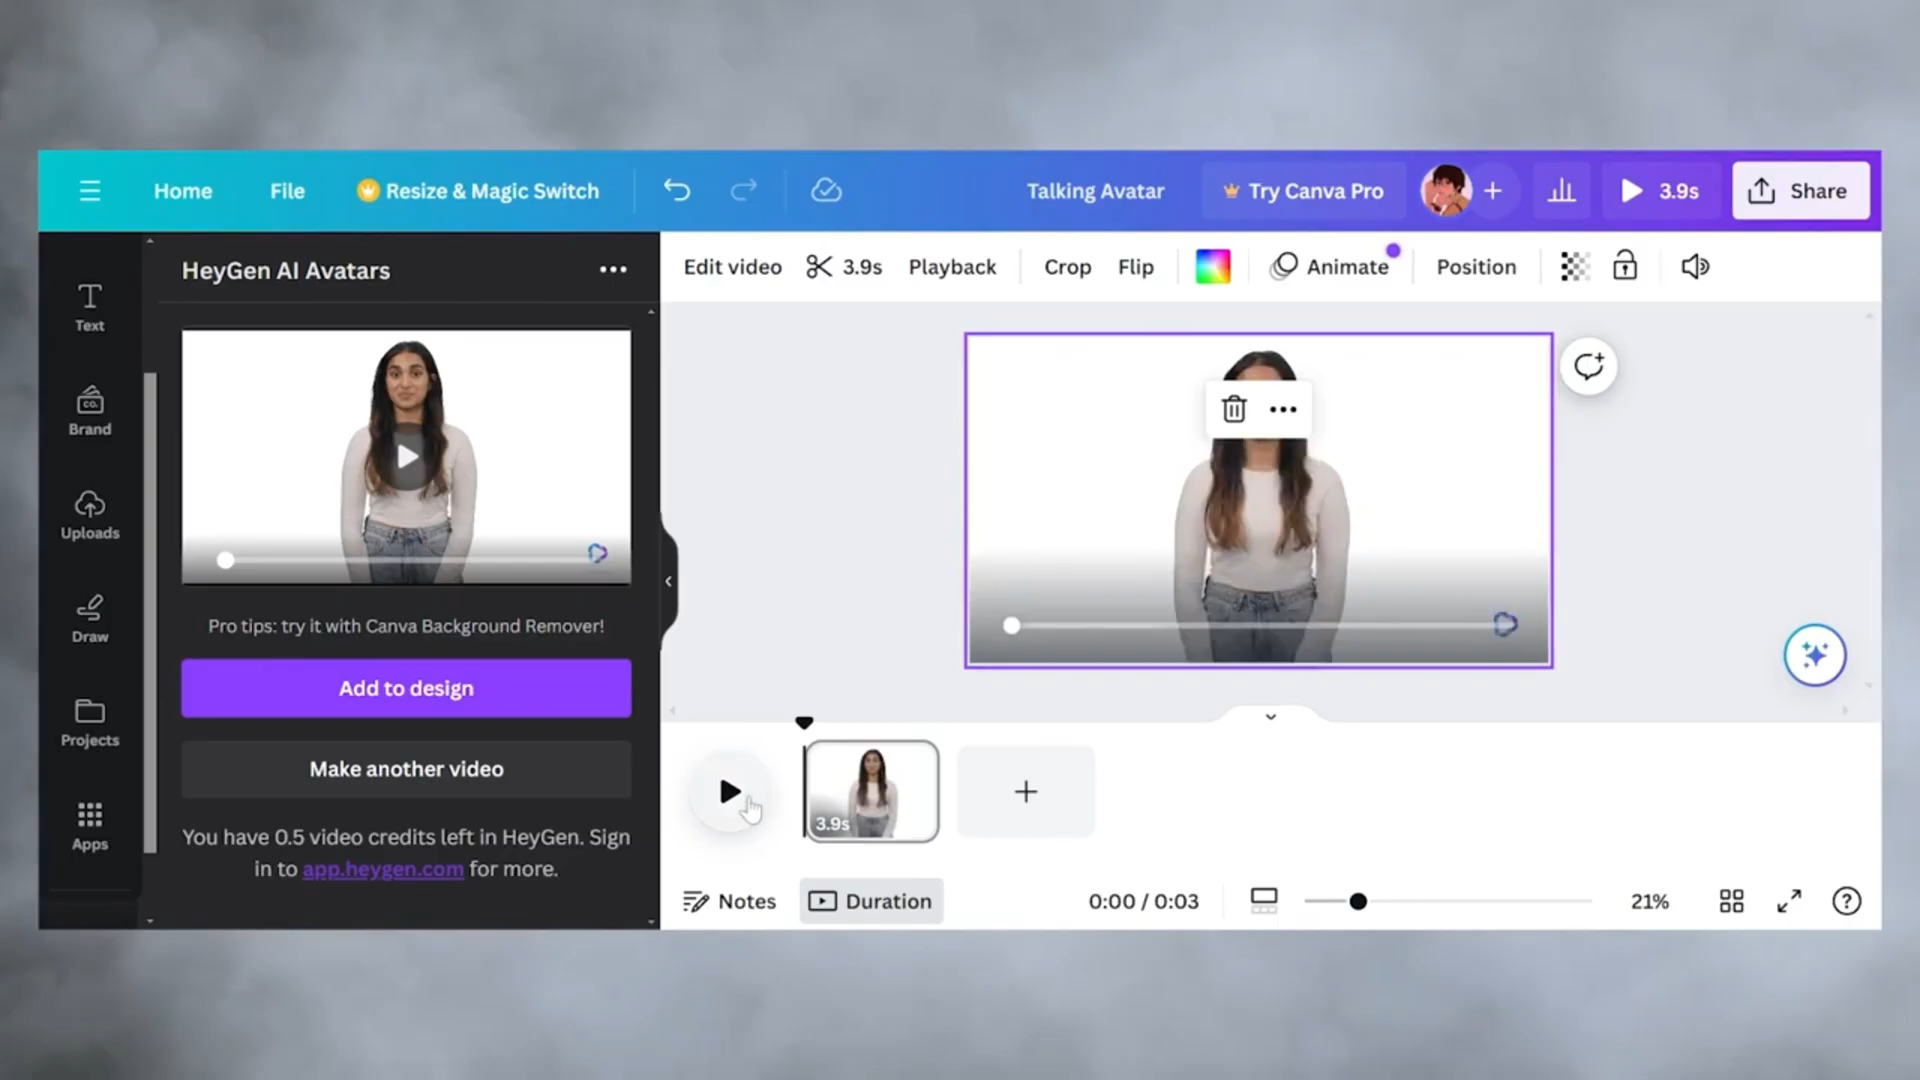 Home
File
Resize & Magic Switch
Talking Avatar
Try Canva Pro
3.9s
Share
Text
CO.
Brand
Uploads
Draw
Projects
Apps
HeyGen AI Avatars
Pro tips: try it with Canva Background Remover!
Add to design
Make another video
You have 0.5 video credits left in HeyGen. Sign
in to app.heygen.com for more.
Edit video
3.9s
Playback
Crop
Flip
Animate
Position
3.9s
Notes
Duration
0:00 / 0:03
21%